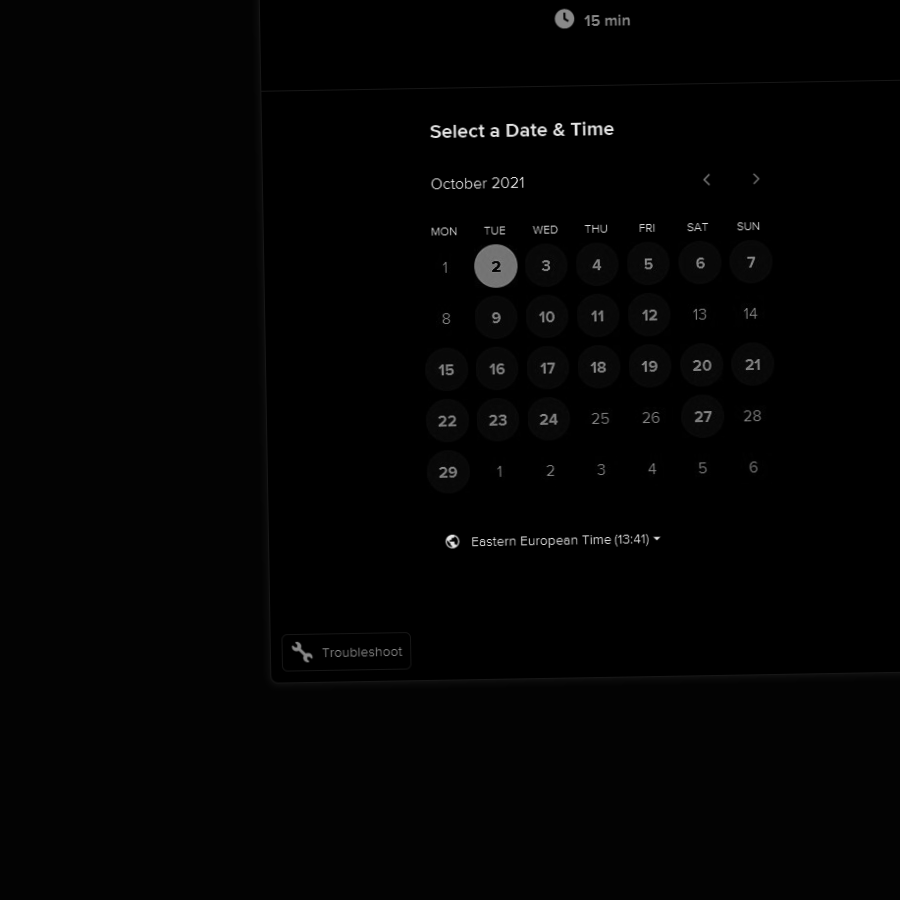 15 min
Select a Date & Time
October 2021
MON TUE WED THU FRI SAT SUN
1 2 3 4 5 6 7
8 9 10 11 12 13 14
15 16 17 18 19 20 21
22 23 24 25 26 27 28
29 1 2 3 4 5 6
Eastern European Time (13:41)
Troubleshoot